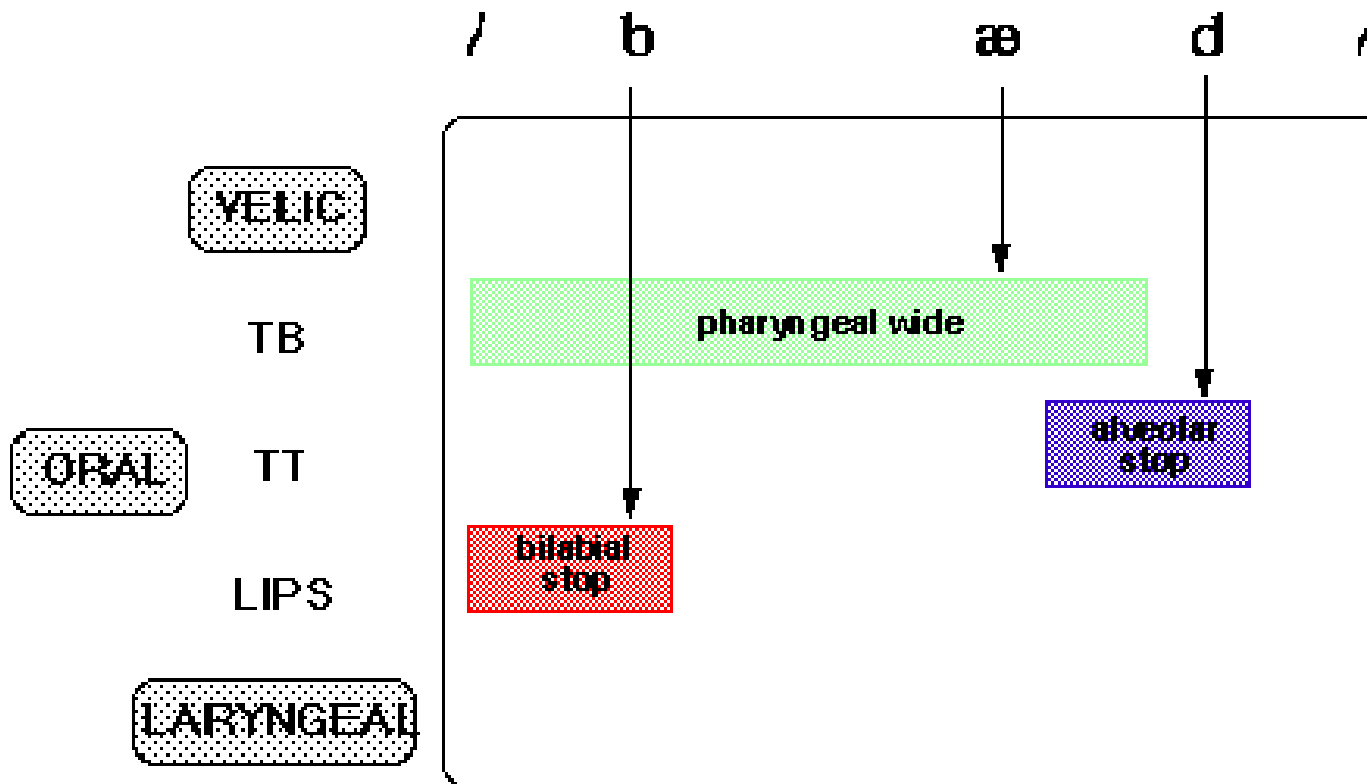 / b æ d /
VELIC
TB
pharyngeal wide
alveolar
stop
ORAL
TT
bilabial
stop
LIPS
LARYNGEAL